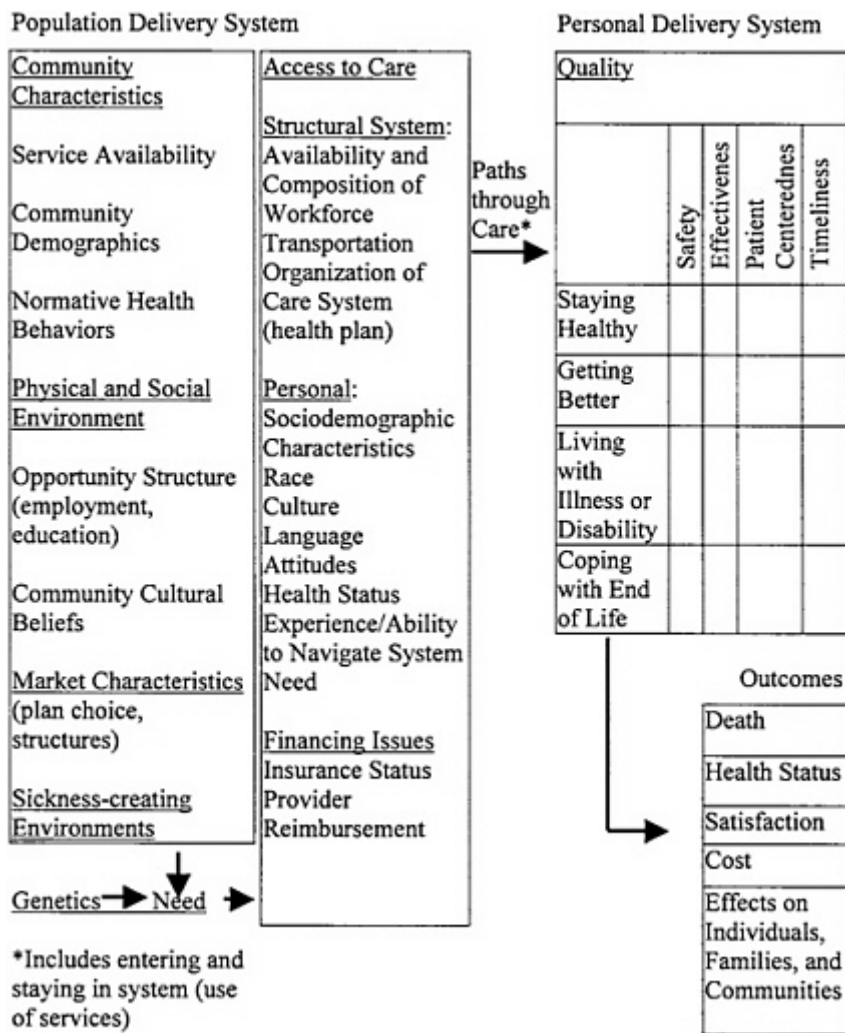 Population Delivery System
Community
Characteristics
Service Availability
Community
Demographics
Normative Health
Behaviors
Physical and Social
Environment
Opportunity Structure
(employment,
education)
Community Cultural
Beliefs
Market Characteristics
(plan choice,
structures)
Sickness-creating
Environments
Genetics
Need
*Includes entering and
staying in system (use
of services)
Access to Care
Structural System:
Availability and
Composition of
Workforce
Transportation
Organization of
Care System
(health plan)
Personal:
Sociodemographic
Characteristics
Race
Culture
Language
Attitudes
Health Status
Experience/Ability
to Navigate System
Need
Financing Issues
Insurance Status
Provider
Reimbursement
Paths
through
Care*
Personal Delivery System
Quality
Safety
Effectivenes
Patient
Centerednes
Timeliness
Staying
Healthy
Getting
Better
Living
with
Illness or
Disability
Coping
with End
of Life
Outcomes
Death
Health Status
Satisfaction
Cost
Effects on
Individuals,
Families, and
Communities